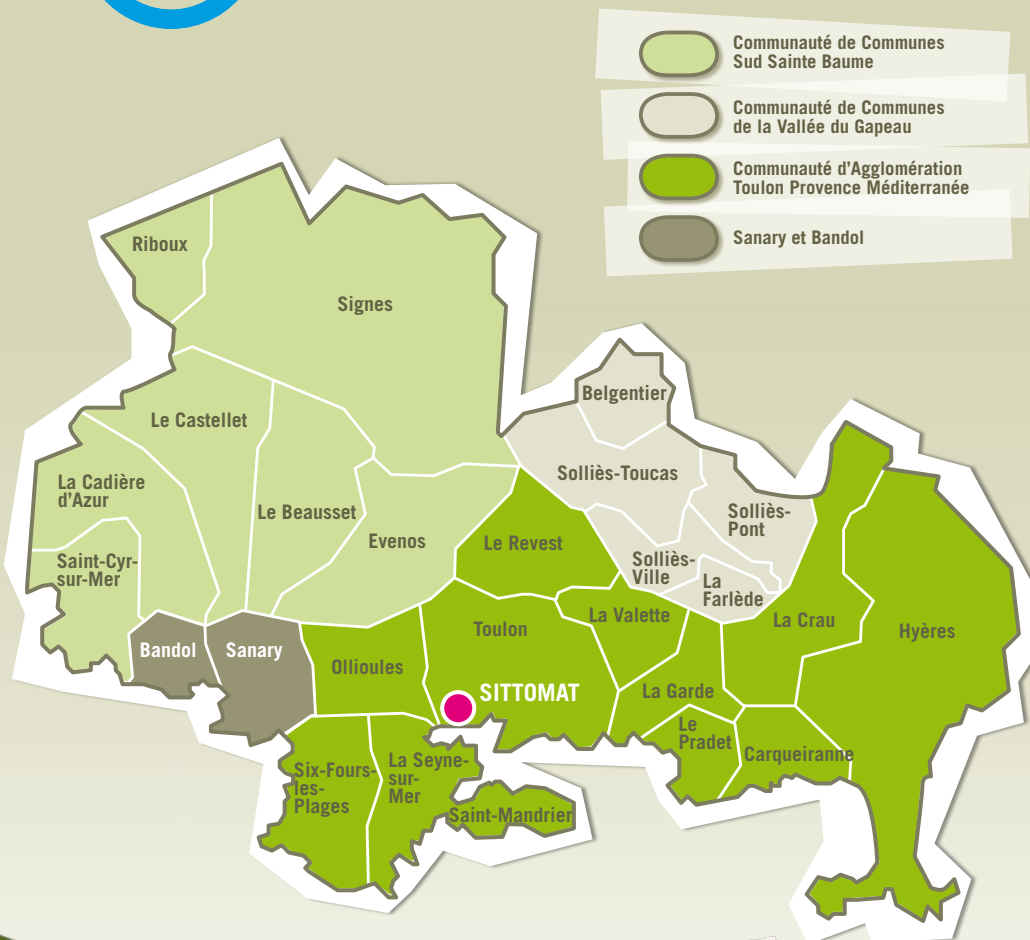 Communauté de Communes
Sud Sainte Baume
Communauté de Communes
de la Vallée du Gapeau
Communauté d'Agglomération
Toulon Provence Méditerranée
Sanary et Bandol
Riboux
Signes
Belgentier
Le Castellet
La Cadière
d'Azur
Solliès-Toucas
Le Beausset
Solliès-
Pont
Evenos
Le Revest
Saint-Cyr-
sur-Mer
Solliès-
Ville
La
Farlède
La Valette
Toulon
La Crau
Hyères
Bandol
Sanary
Ollioules
SITTOMAT
La Garde
Le
Pradet
Carqueiranne
Six-Fours-
les-
Plages
La Seyne-
sur-
Mer
Saint-Mandrier